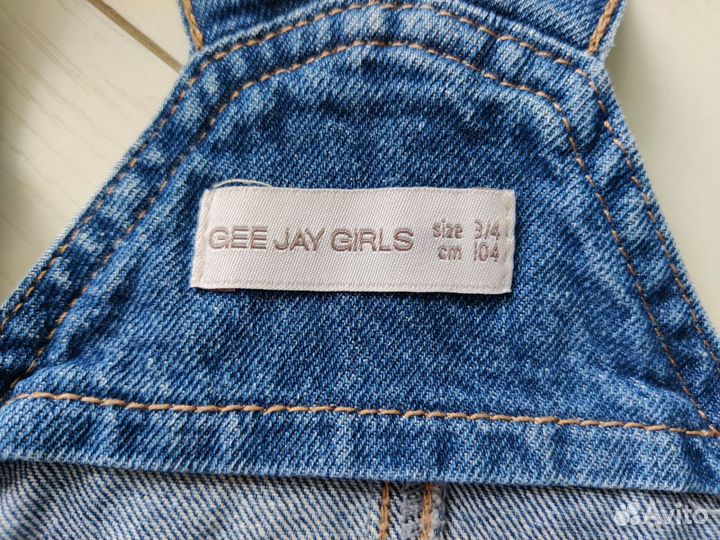 GEE JAY GIRLS
size 3/4
cm 104
Avito